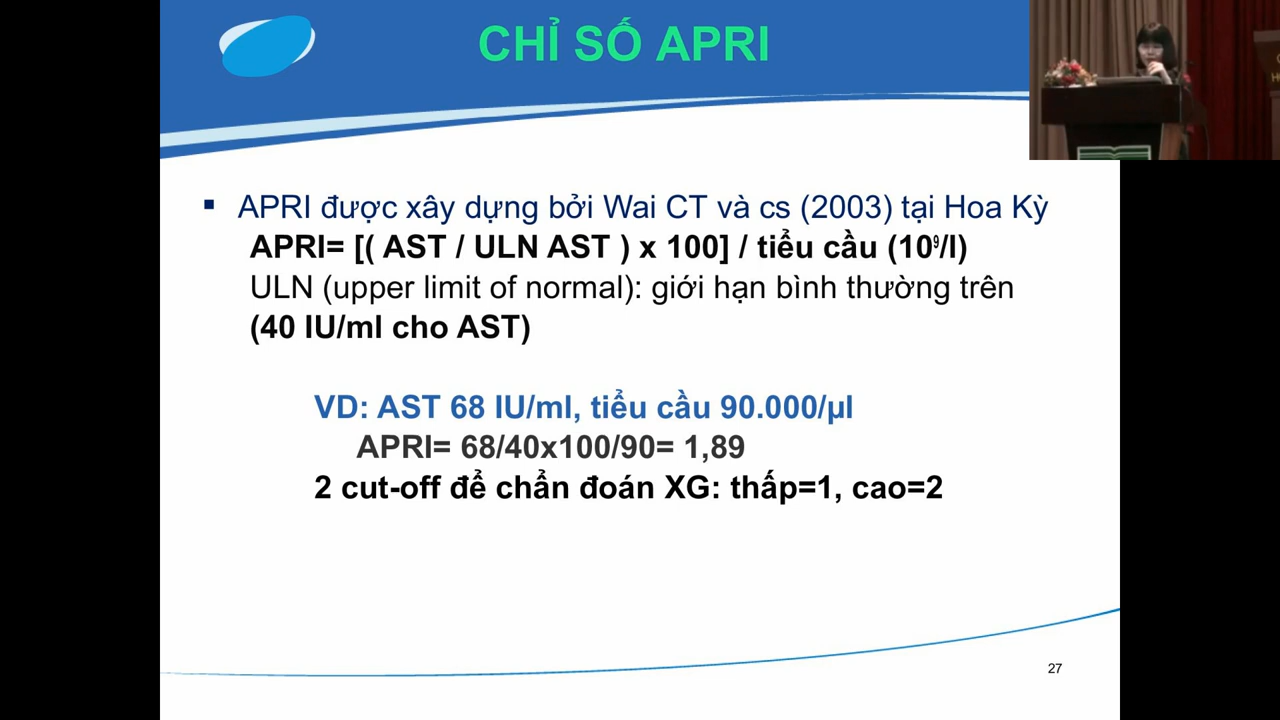 CHỈ SỐ APRI
▪ APRI được xây dựng bởi Wai CT và cs (2003) tại Hoa Kỳ
APRI= [( AST / ULN AST ) x 100] / tiểu cầu (10⁹/l)
ULN (upper limit of normal): giới hạn bình thường trên
(40 IU/ml cho AST)
VD: AST 68 IU/ml, tiểu cầu 90.000/µl
APRI= 68/40x100/90= 1,89
2 cut-off để chẩn đoán XG: thấp=1, cao=2
27